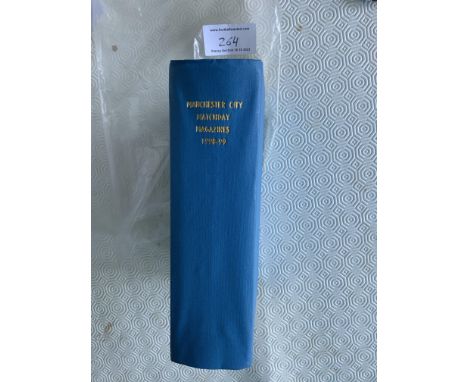 264
MANCHESTER CITY
MATCHDAY
MAGAZINES
1998-99